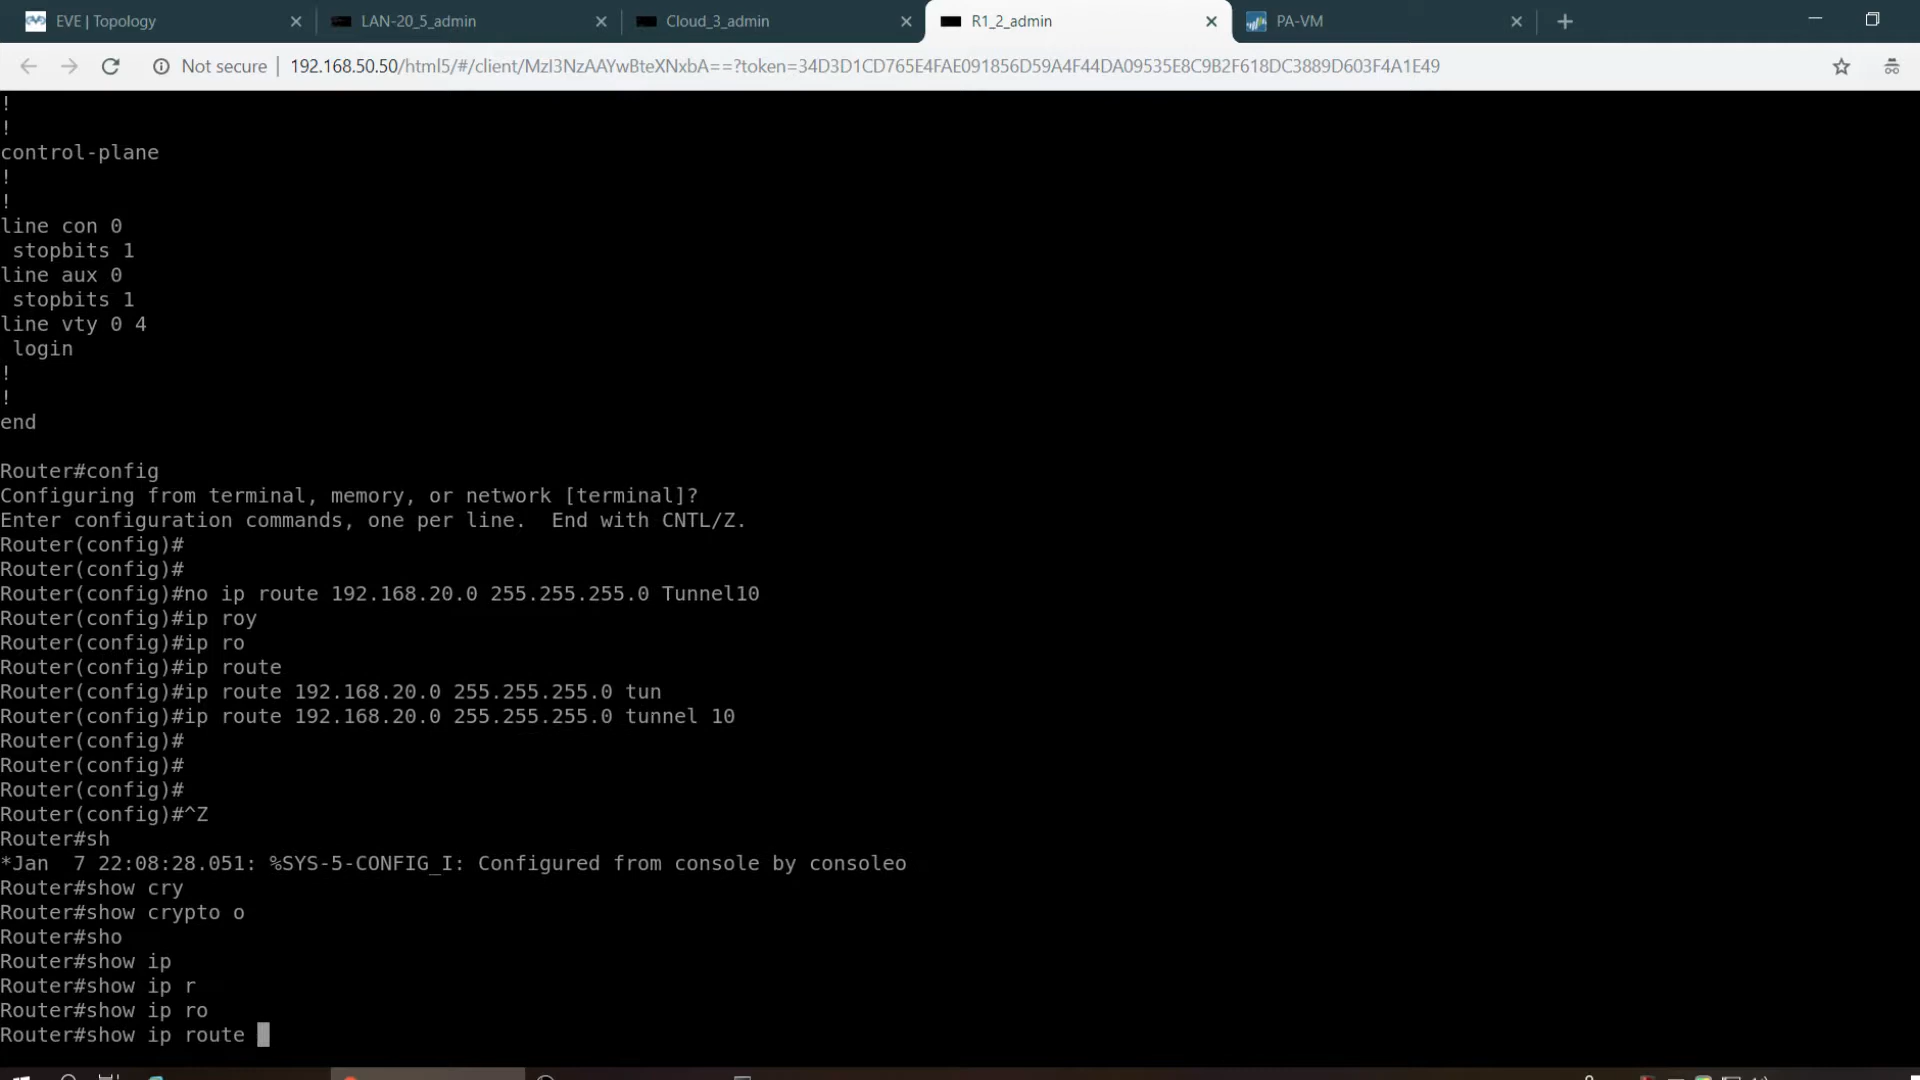 EVE | Topology
LAN-20_5_admin
Cloud_3_admin
R1_2_admin
PA-VM
Not secure | 192.168.50.50/html5/#/client/MzI3NzAAYwBteXNxbA==?token=34D3D1CD765E4FAE091856D59A4F44DA09535E8C9B2F618DC3889D603F4A1E49
!
!
control-plane
!
!
line con 0
 stopbits 1
line aux 0
 stopbits 1
line vty 0 4
 login
!
!
end
Router#config
Configuring from terminal, memory, or network [terminal]?
Enter configuration commands, one per line.  End with CNTL/Z.
Router(config)#
Router(config)#
Router(config)#no ip route 192.168.20.0 255.255.255.0 Tunnel10
Router(config)#ip roy
Router(config)#ip ro
Router(config)#ip route
Router(config)#ip route 192.168.20.0 255.255.255.0 tun
Router(config)#ip route 192.168.20.0 255.255.255.0 tunnel 10
Router(config)#
Router(config)#
Router(config)#
Router(config)#^Z
Router#sh
*Jan  7 22:08:28.051: %SYS-5-CONFIG_I: Configured from console by consoleo
Router#show cry
Router#show crypto o
Router#sho
Router#show ip
Router#show ip r
Router#show ip ro
Router#show ip route